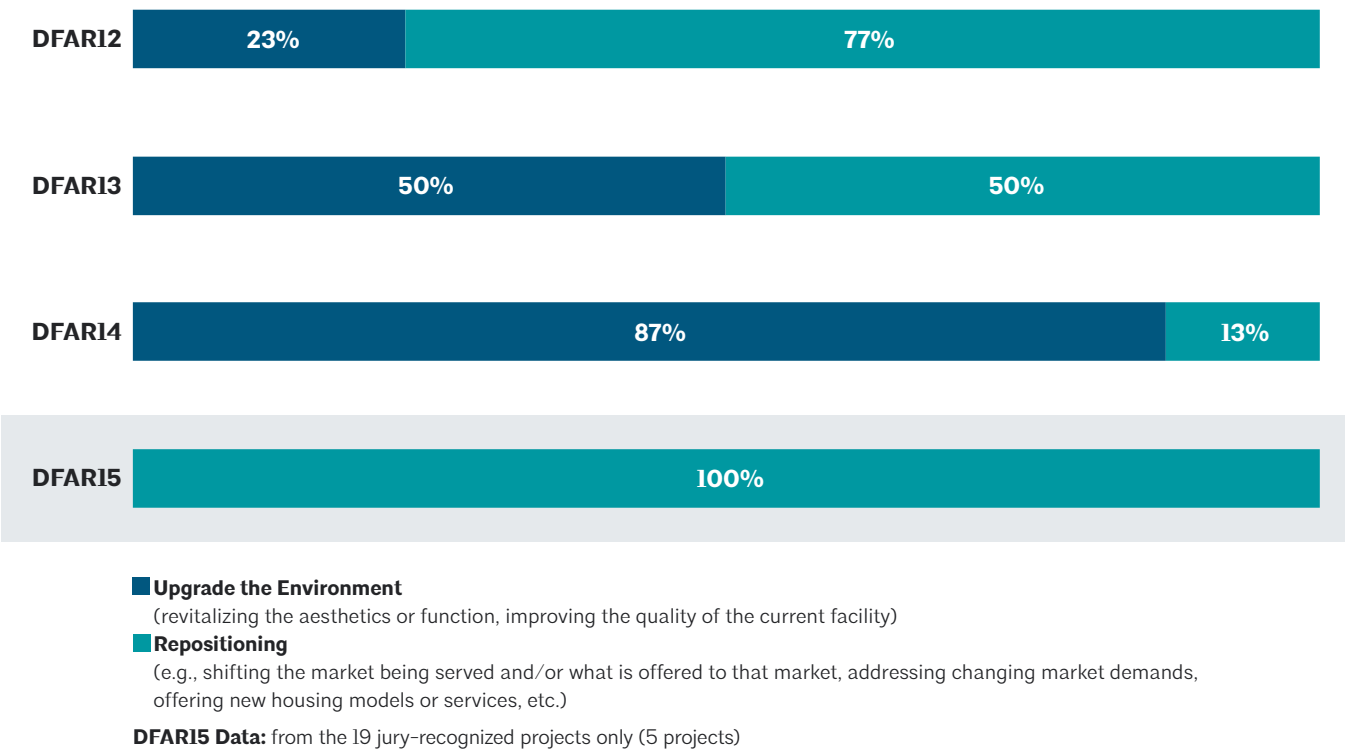 DFAR12 23% 77%
DFAR13 50% 50%
DFAR14 87% 13%
DFAR15 100%
Upgrade the Environment
(revitalizing the aesthetics or function, improving the quality of the current facility)
Repositioning
(e.g., shifting the market being served and/or what is offered to that market, addressing changing market demands,
offering new housing models or services, etc.)
DFAR15 Data: from the 19 jury-recognized projects only (5 projects)